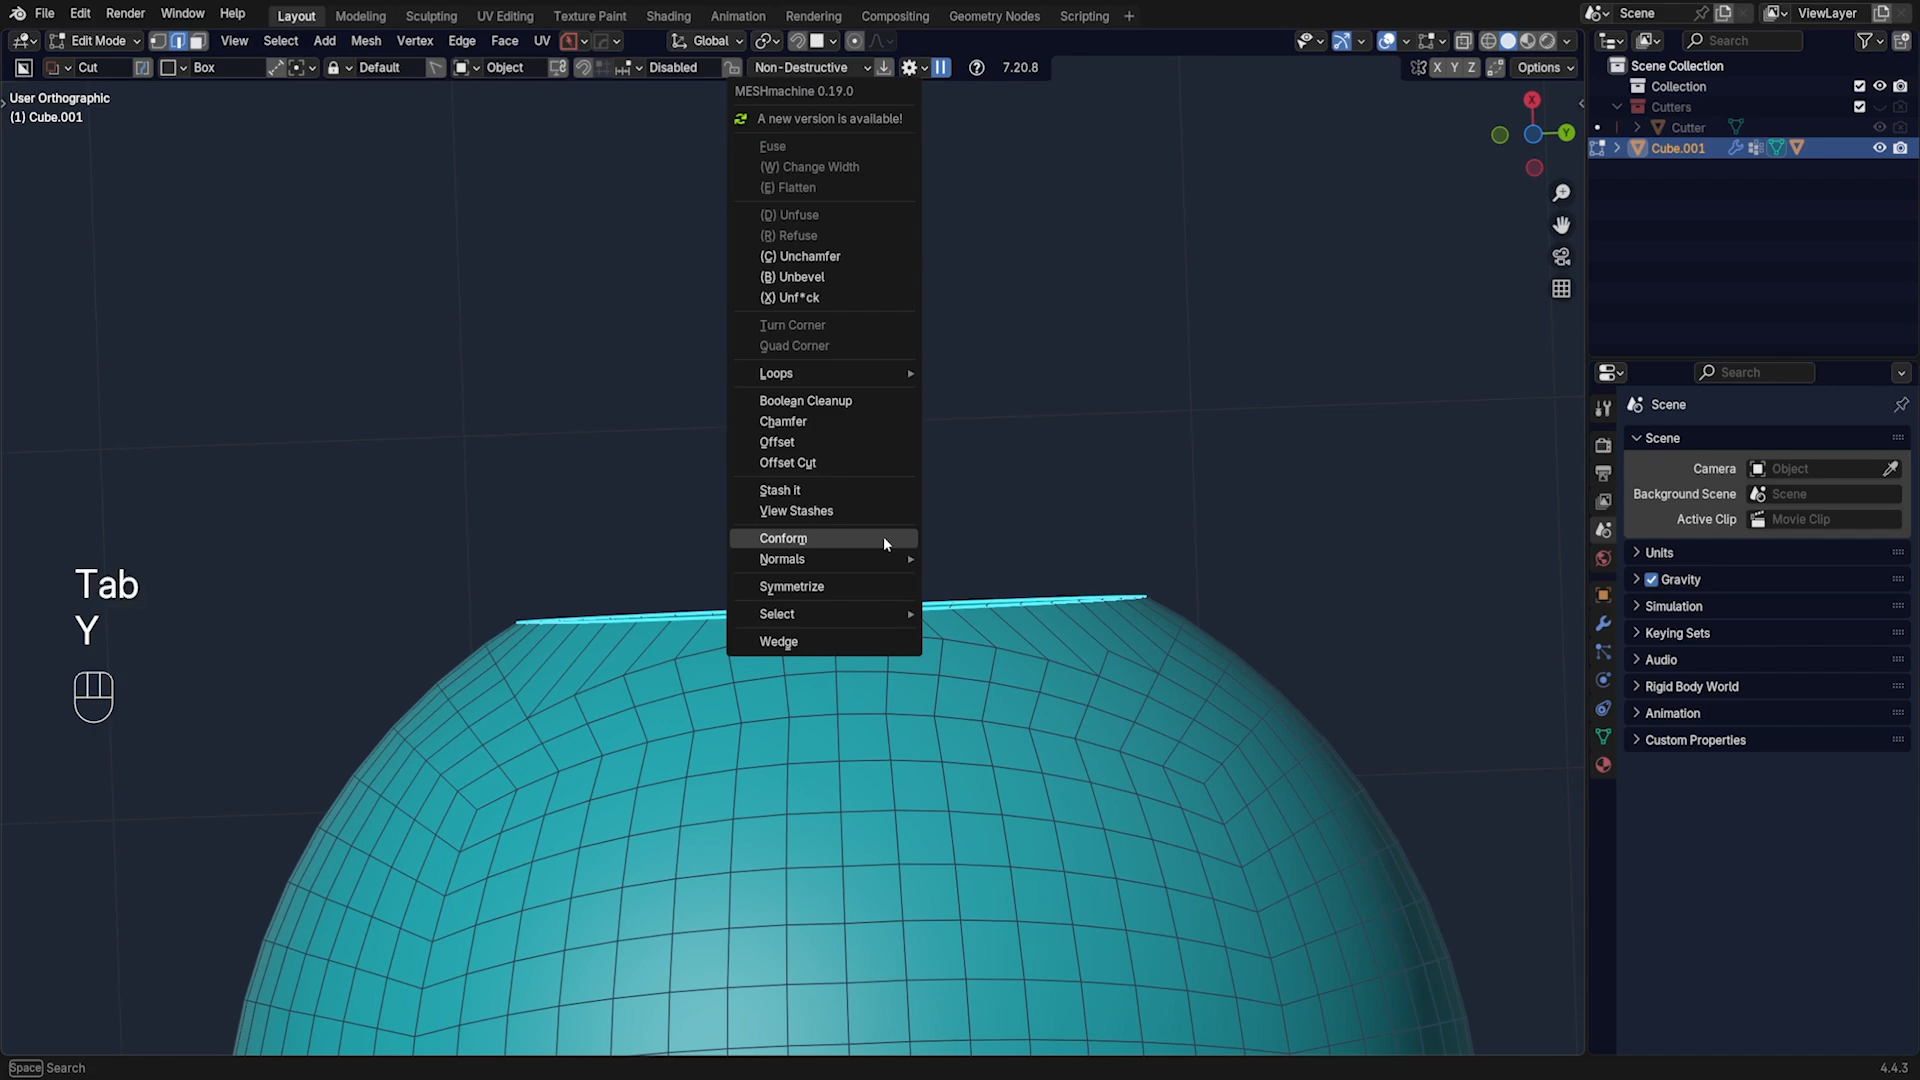 File Edit Render Window Help Layout Modeling Sculpting UV Editing Texture Paint Shading Animation Rendering Compositing Geometry Nodes Scripting + Scene ViewLayer
Edit Mode View Select Add Mesh Vertex Edge Face UV Global Search
Cut Box Default Object Disabled Non-Destructive 7.20.8 X Y Z Options
User Orthographic
(1) Cube.001
MESHmachine 0.19.0
A new version is available!
Fuse
(W) Change Width
(E) Flatten
(D) Unfuse
(R) Refuse
(C) Unchamfer
(B) Unbevel
(X) Unf*ck
Turn Corner
Quad Corner
Loops
Boolean Cleanup
Chamfer
Offset
Offset Cut
Stash it
View Stashes
Conform
Normals
Symmetrize
Select
Wedge
X
Y
Scene Collection
Collection
Cutters
Cutter
Cube.001
Search
Scene
Scene
Camera Object
Background Scene Scene
Active Clip Movie Clip
Units
Gravity
Simulation
Keying Sets
Audio
Rigid Body World
Animation
Custom Properties
Tab
Y
Space Search
4.4.3